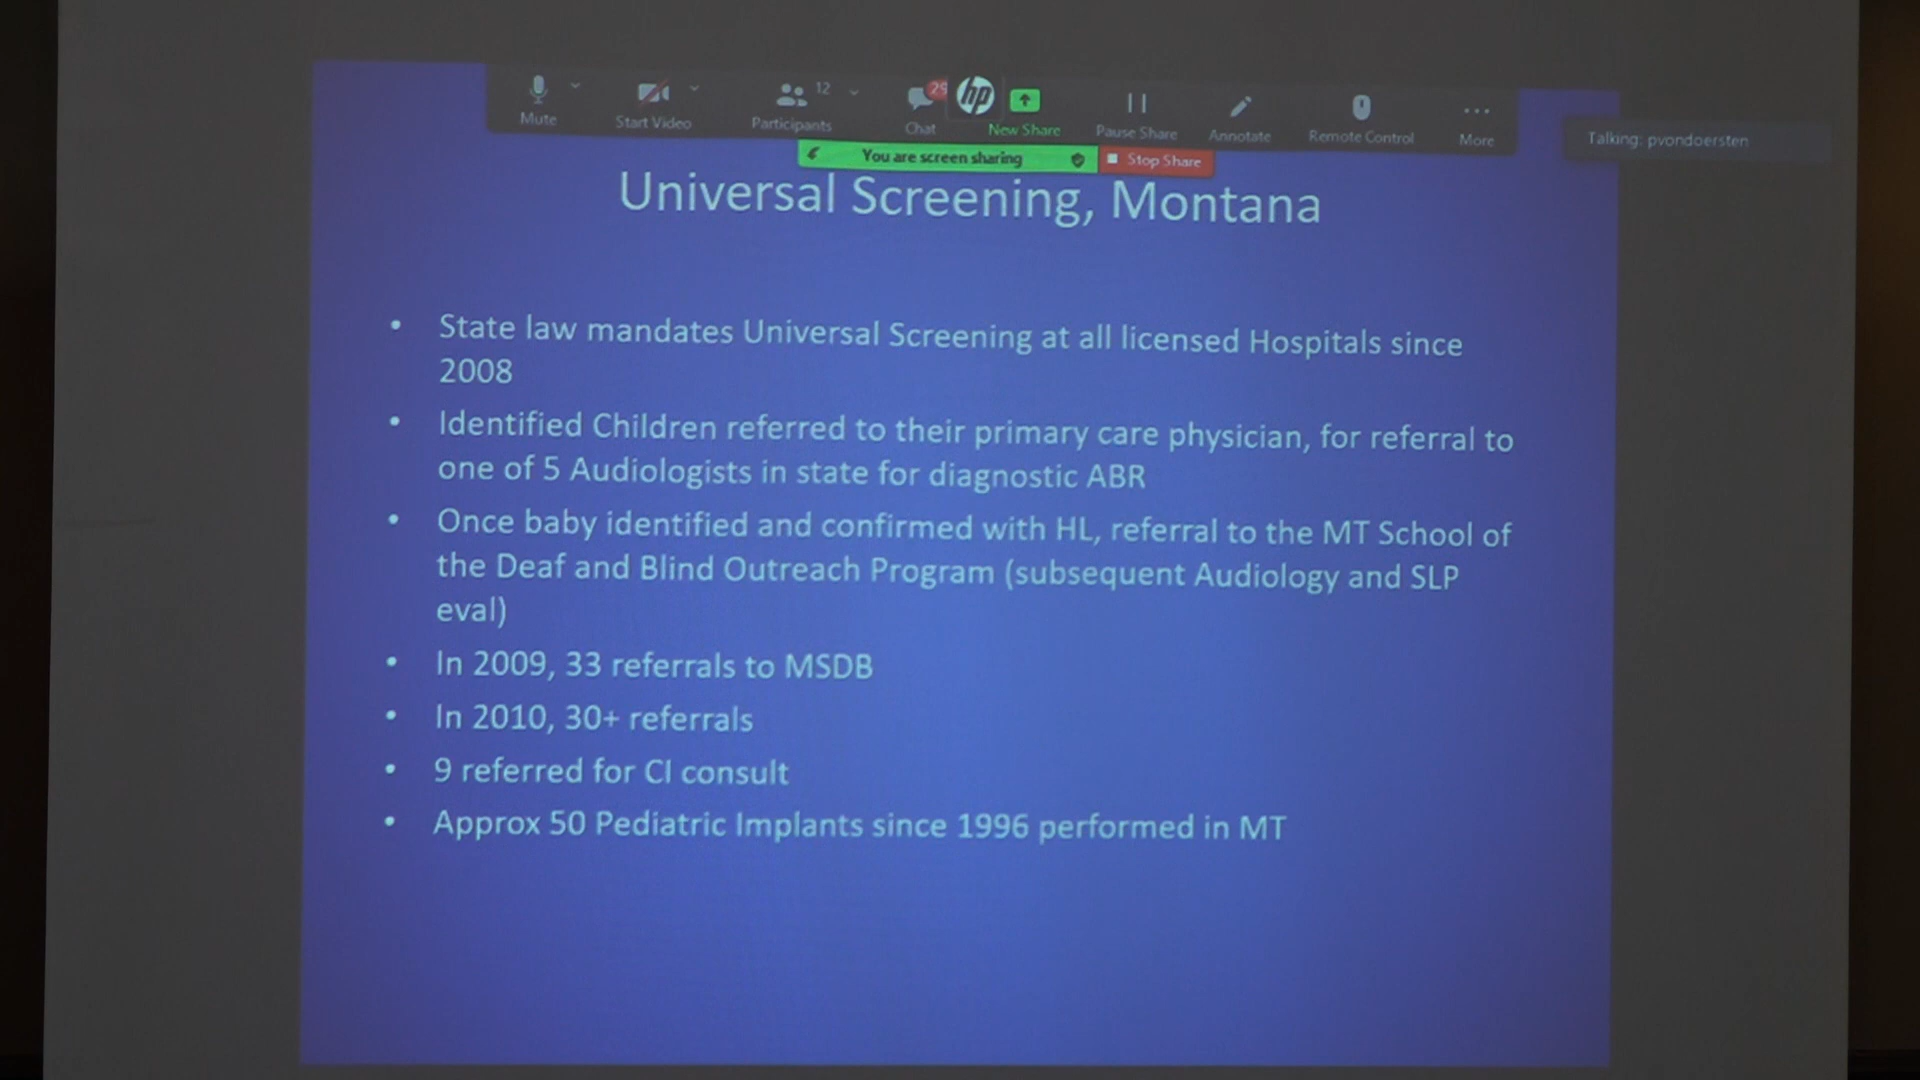 Mute
Start Video
12
Participants
29
Chat
hp
New Share
Pause Share
Annotate
Remote Control
More
Talking: pvondoersten
You are screen sharing
Stop Share
Universal Screening, Montana
• State law mandates Universal Screening at all licensed Hospitals since
2008
• Identified Children referred to their primary care physician, for referral to
one of 5 Audiologists in state for diagnostic ABR
• Once baby identified and confirmed with HL, referral to the MT School of
the Deaf and Blind Outreach Program (subsequent Audiology and SLP
eval)
• In 2009, 33 referrals to MSDB
• In 2010, 30+ referrals
• 9 referred for CI consult
• Approx 50 Pediatric Implants since 1996 performed in MT